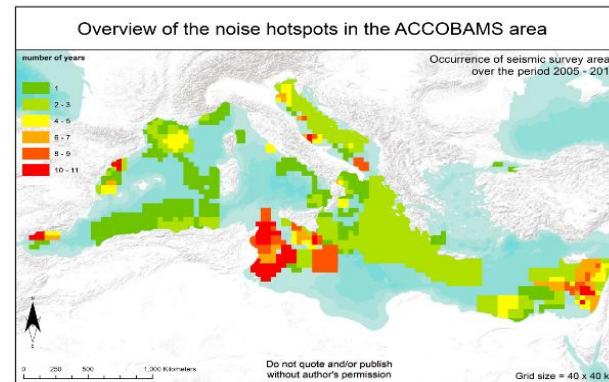 Overview of the noise hotspots in the ACCOBAMS area
number of years
1
2 - 3
4 - 5
6 - 7
8 - 9
10 - 11
Occurrence of seismic survey area
over the period 2005 - 201
0 250 500 1,000 Kilometers
Do not quote and/or publish
without author's permission
Grid size = 40 x 40 k